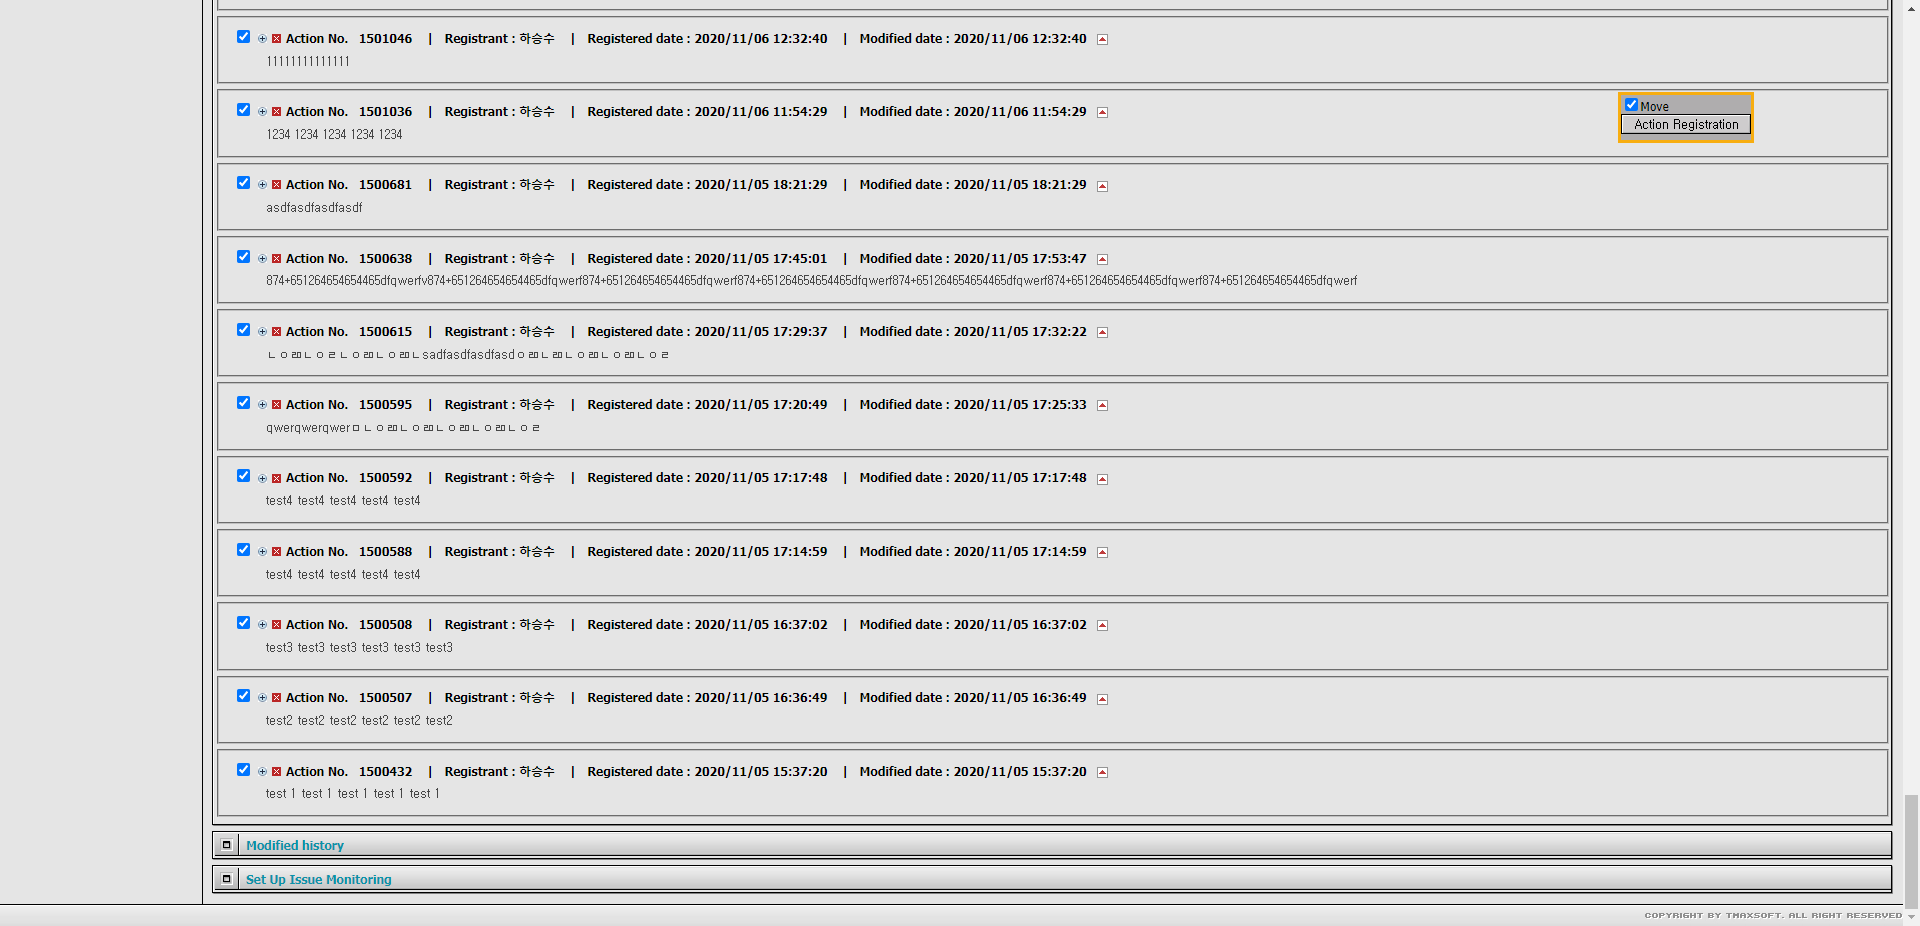 Action No. 1501046 | Registrant : 하승수 | Registered date : 2020/11/06 12:32:40 | Modified date : 2020/11/06 12:32:40
11111111111111
Action No. 1501036 | Registrant : 하승수 | Registered date : 2020/11/06 11:54:29 | Modified date : 2020/11/06 11:54:29
1234 1234 1234 1234 1234
Move
Action Registration
Action No. 1500681 | Registrant : 하승수 | Registered date : 2020/11/05 18:21:29 | Modified date : 2020/11/05 18:21:29
asdfasdfasdfasdf
Action No. 1500638 | Registrant : 하승수 | Registered date : 2020/11/05 17:45:01 | Modified date : 2020/11/05 17:53:47
874+651264654654465dfqwerfv874+651264654654465dfqwerf874+651264654654465dfqwerf874+651264654654465dfqwerf874+651264654654465dfqwerf874+651264654654465dfqwerf874+651264654654465dfqwerf
Action No. 1500615 | Registrant : 하승수 | Registered date : 2020/11/05 17:29:37 | Modified date : 2020/11/05 17:32:22
ㄴㅇㄻㄴㅇㄹㄴㅇㄻㄴㅇㄻㄴsadfasdfasdfasdㅇㄻㄴㄻㄴㅇㄻㄴㅇㄻㄴㅇㄹ
Action No. 1500595 | Registrant : 하승수 | Registered date : 2020/11/05 17:20:49 | Modified date : 2020/11/05 17:25:33
qwerqwerqwerㅁㄴㅇㄻㄴㅇㄻㄴㅇㄻㄴㅇㄻㄴㅇㄹ
Action No. 1500592 | Registrant : 하승수 | Registered date : 2020/11/05 17:17:48 | Modified date : 2020/11/05 17:17:48
test4 test4 test4 test4 test4
Action No. 1500588 | Registrant : 하승수 | Registered date : 2020/11/05 17:14:59 | Modified date : 2020/11/05 17:14:59
test4 test4 test4 test4 test4
Action No. 1500508 | Registrant : 하승수 | Registered date : 2020/11/05 16:37:02 | Modified date : 2020/11/05 16:37:02
test3 test3 test3 test3 test3 test3
Action No. 1500507 | Registrant : 하승수 | Registered date : 2020/11/05 16:36:49 | Modified date : 2020/11/05 16:36:49
test2 test2 test2 test2 test2 test2
Action No. 1500432 | Registrant : 하승수 | Registered date : 2020/11/05 15:37:20 | Modified date : 2020/11/05 15:37:20
test 1 test 1 test 1 test 1 test 1
Modified history
Set Up Issue Monitoring
COPYRIGHT BY TMAXSOFT. ALL RIGHT RESERVED